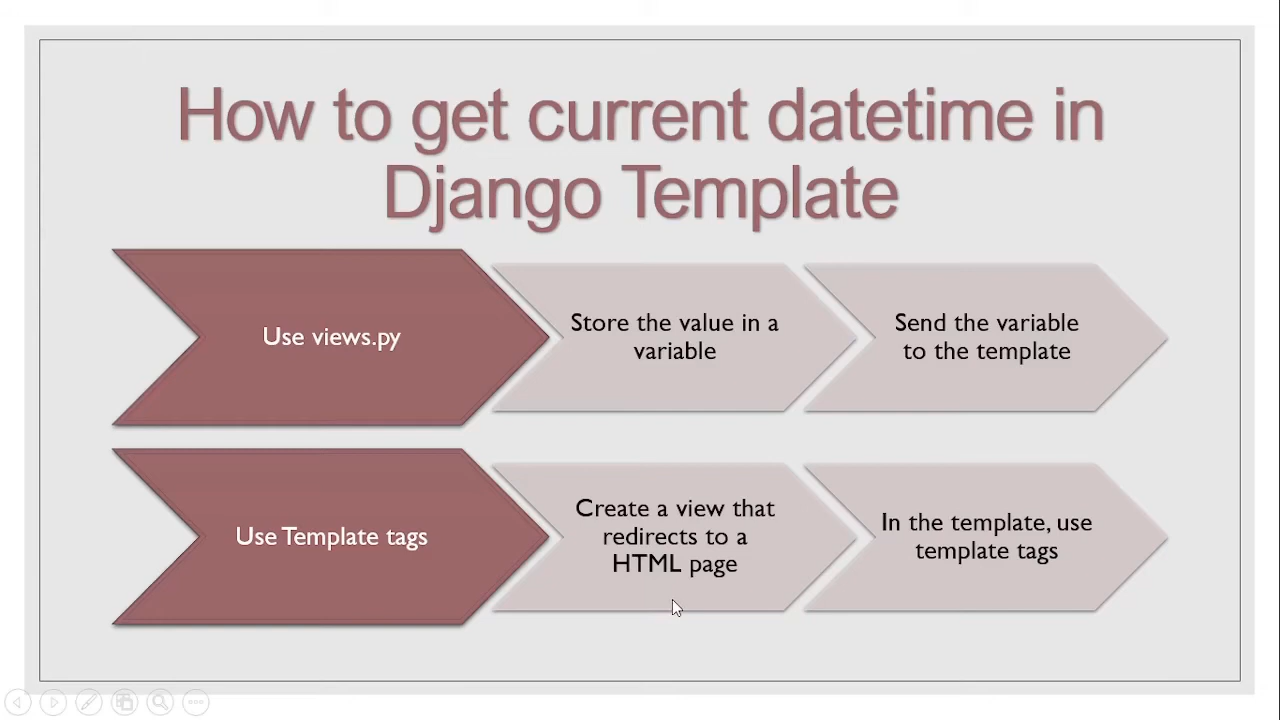 How to get current datetime in
Django Template
Use views.py
Store the value in a
variable
Send the variable
to the template
Use Template tags
Create a view that
redirects to a
HTML page
In the template, use
template tags